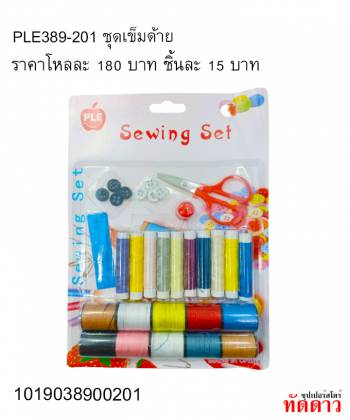 PLE389-201 ชุดเข็มด้าย
ราคาโหลละ 180 บาท ชิ้นละ 15 บาท
PLE
Sewing Set
Sewing Set
1019038900201
ซุปเปอร์สโตร์
ทัดดาว